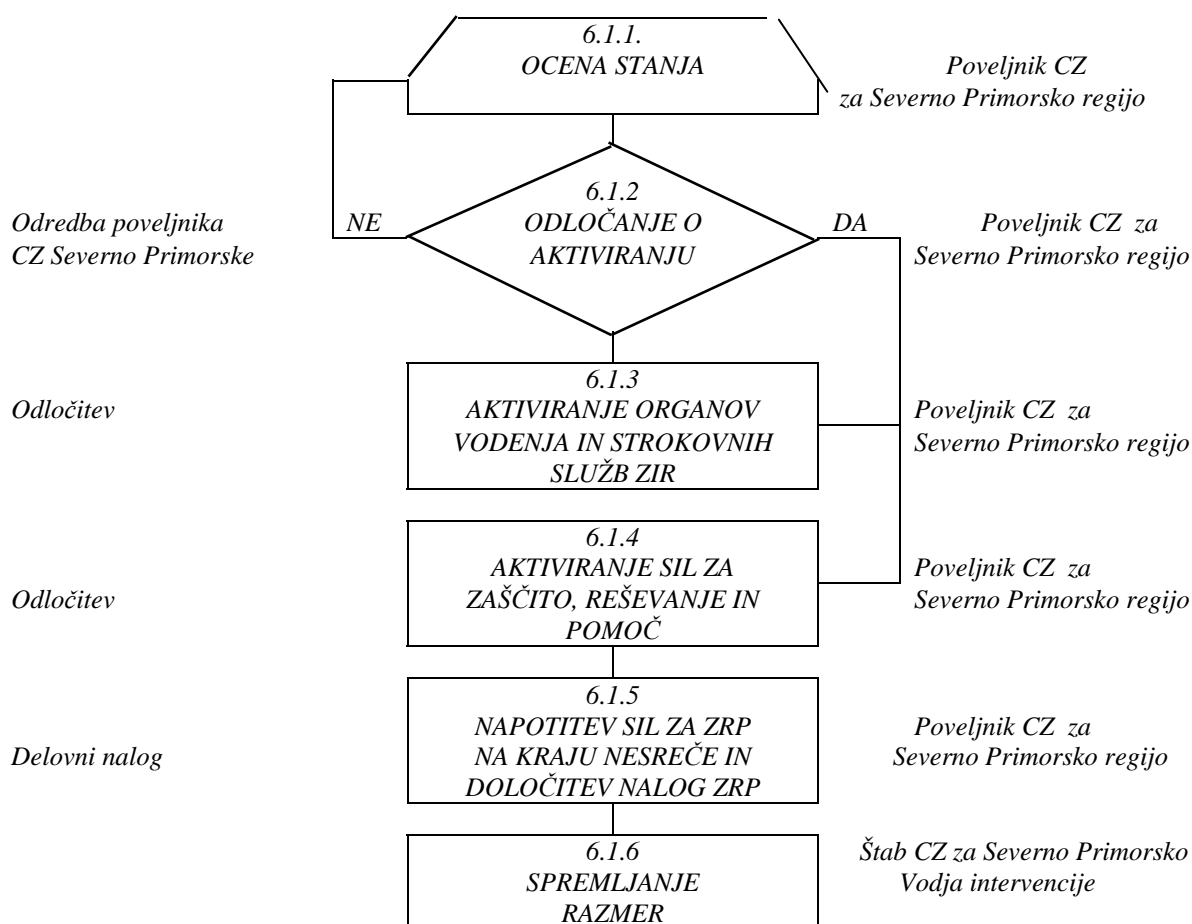 6.1.1.
OCENA STANJA
Poveljnik CZ
za Severno Primorsko regijo
Odredba poveljnika
CZ Severno Primorske
NE
6.1.2
ODLOČANJE O
AKTIVIRANJU
DA
Poveljnik CZ za
Severno Primorsko regijo
Odločitev
6.1.3
AKTIVIRANJE ORGANOV
VODENJA IN STROKOVNIH
SLUŽB ZIR
Poveljnik CZ za
Severno Primorsko regijo
Odločitev
6.1.4
AKTIVIRANJE SIL ZA
ZAŠČITO, REŠEVANJE IN
POMOČ
Poveljnik CZ za
Severno Primorsko regijo
Delovni nalog
6.1.5
NAPOTITEV SIL ZA ZRP
NA KRAJU NESREČE IN
DOLOČITEV NALOG ZRP
Poveljnik CZ za
Severno Primorsko regijo
6.1.6
SPREMLJANJE
RAZMER
Štab CZ za Severno Primorsko
Vodja intervencije